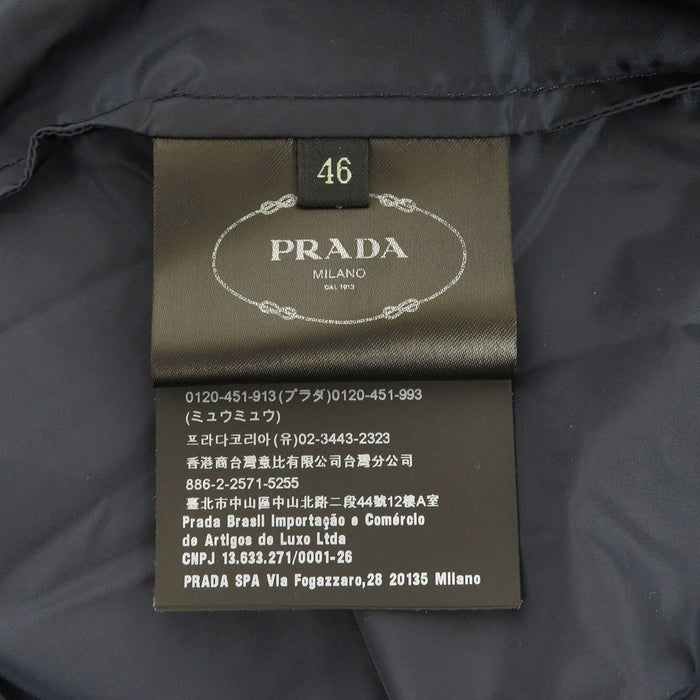 46
PRADA
MILANO
DAL 1913
0120-451-913(プラダ)0120-451-993
(ミュウミュウ)
프라다코리아(유)02-3443-2323
香港商台灣意比有限公司台灣分公司
886-2-2571-5255
臺北市中山區中山北路二段44號12樓A室
Prada Brasil Importação e Comércio
de Artigos de Luxo Ltda
CNPJ 13.633.271/0001-26
PRADA SPA Via Fogazzaro,28 20135 Milano